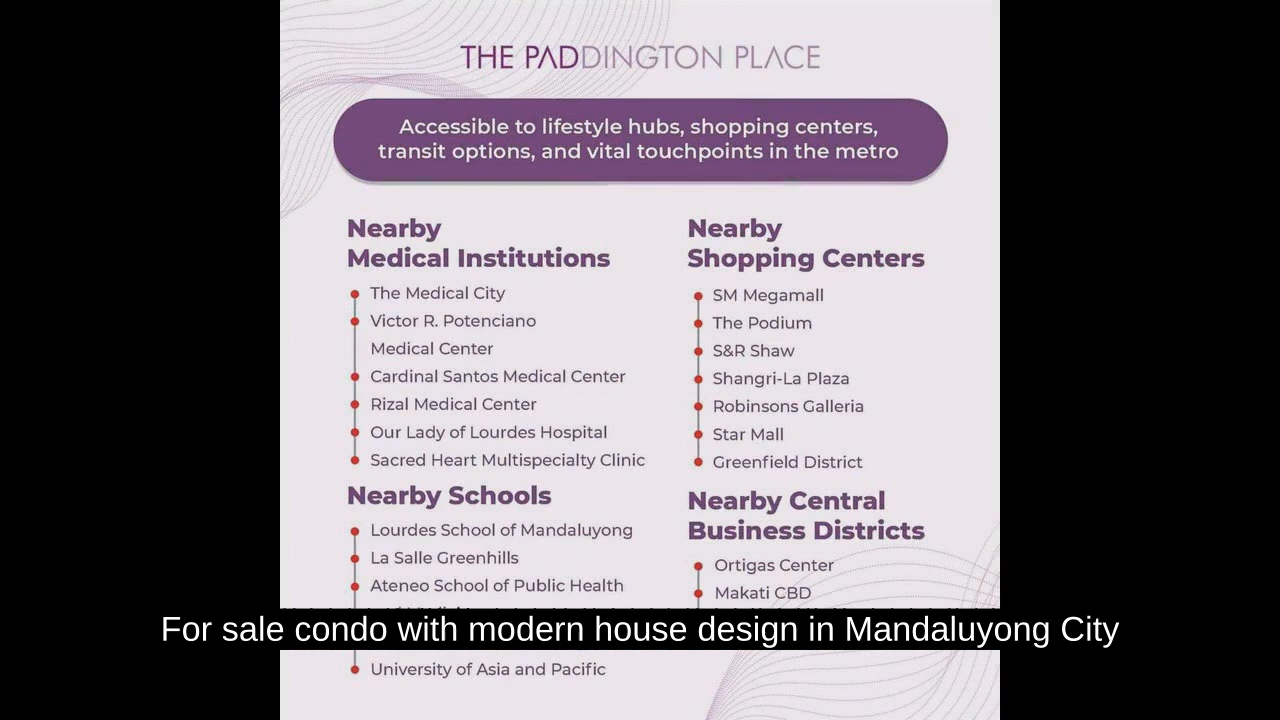 THE PADDINGTON PLACE
Accessible to lifestyle hubs, shopping centers,
transit options, and vital touchpoints in the metro
Nearby
Medical Institutions
The Medical City
Victor R. Potenciano
Medical Center
Cardinal Santos Medical Center
Rizal Medical Center
Our Lady of Lourdes Hospital
Sacred Heart Multispecialty Clinic
Nearby Schools
Lourdes School of Mandaluyong
La Salle Greenhills
Ateneo School of Public Health
University of Asia and Pacific
Nearby
Shopping Centers
SM Megamall
The Podium
S&R Shaw
Shangri-La Plaza
Robinsons Galleria
Star Mall
Greenfield District
Nearby Central
Business Districts
Ortigas Center
Makati CBD
For sale condo with modern house design in Mandaluyong City